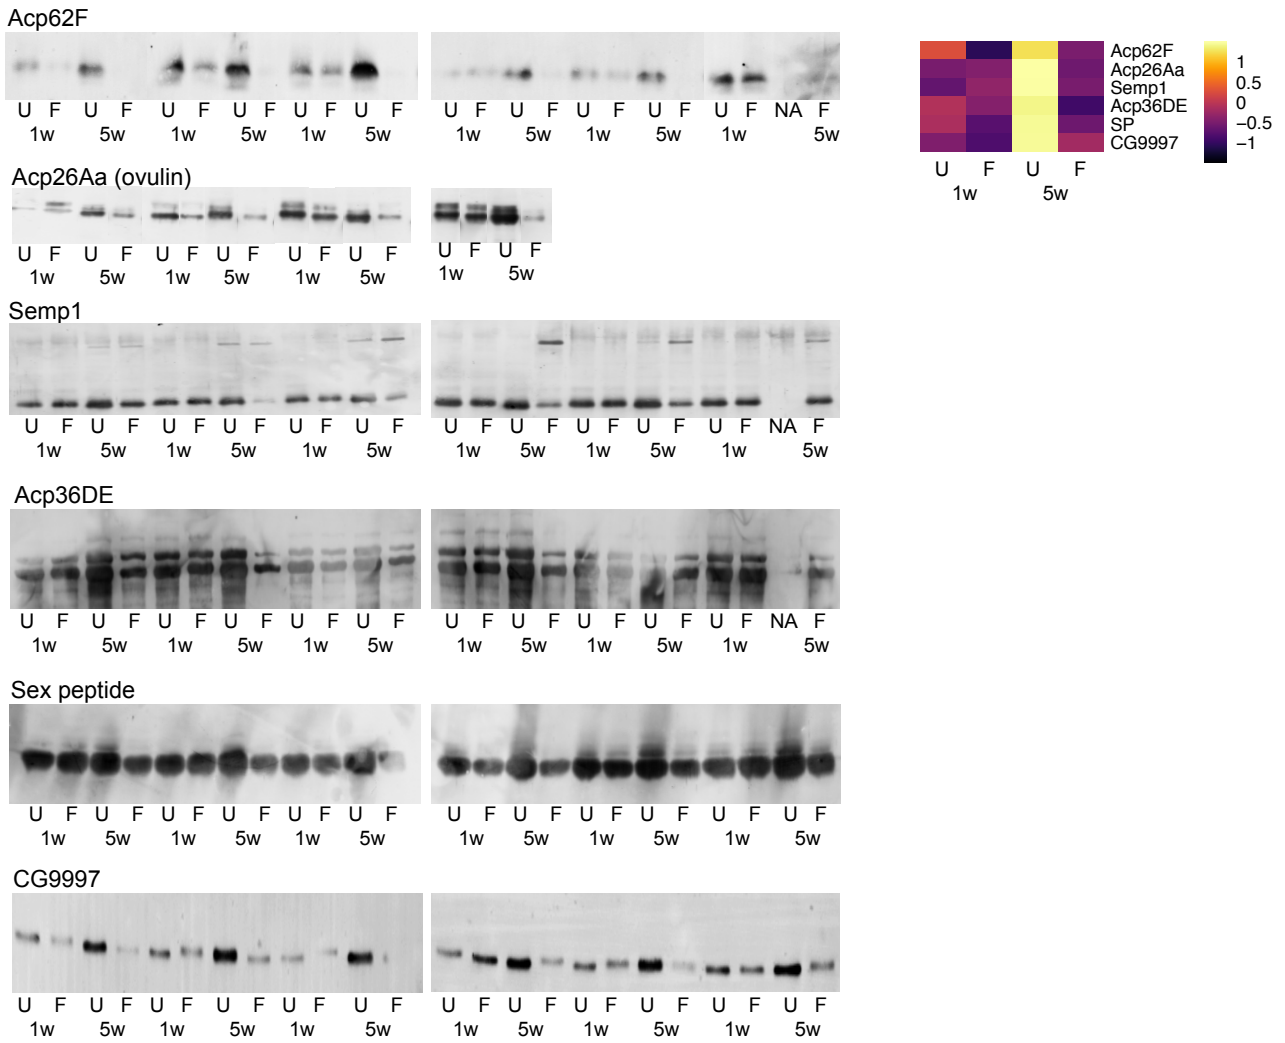 Acp62F
U F U U F U F U F U F U F U F U F U F NA F
1w 5w 1w 5w 1w 5w 1w 5w 1w 5w 1w 5w
Acp26Aa (ovulin)
U F U F U F U F U F U F U F U F
1w 5w 1w 5w 1w 5w 1w 5w
Semp1
U F U F U F U F U F U F U F U F U F U F U F NA F
1w 5w 1w 5w 1w 5w 1w 5w 1w 5w 1w 5w
Acp36DE
U F U F U F U F U F U F U F U F U F U F U F NA F
1w 5w 1w 5w 1w 5w 1w 5w 1w 5w 1w 5w
Sex peptide
U F U F U F U F U F U F U F U F U F U F U F U F
1w 5w 1w 5w 1w 5w 1w 5w 1w 5w 1w 5w
CG9997
U F U F U F U F U F U F U F U F U F U F U F U F
1w 5w 1w 5w 1w 5w 1w 5w 1w 5w 1w 5w
Acp62F
Acp26Aa
Semp1
Acp36DE
SP
CG9997
1
0.5
0
−0.5
−1
U F U F
1w 5w